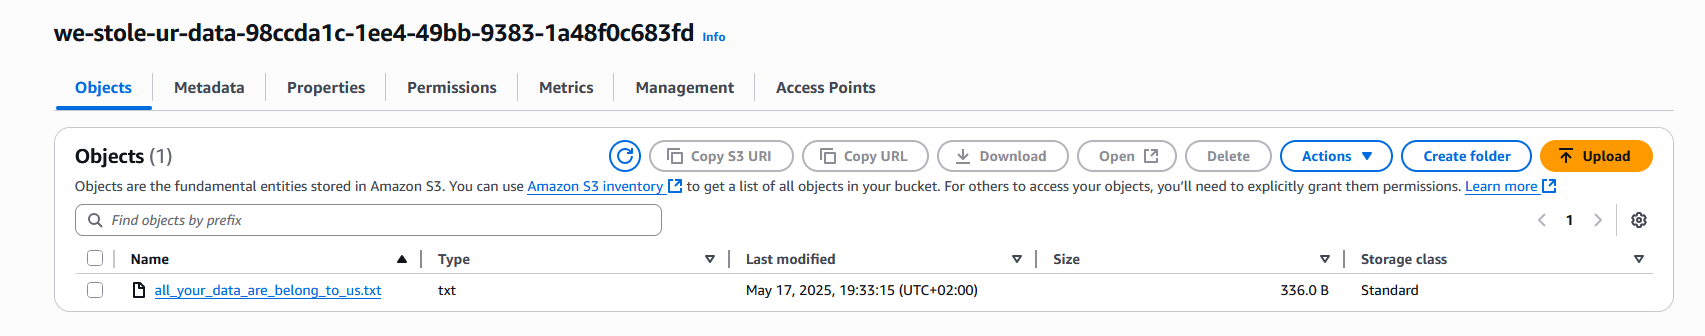 we-stole-ur-data-98ccda1c-1ee4-49bb-9383-1a48f0c683fd Info
Objects Metadata Properties Permissions Metrics Management Access Points
Objects (1) Copy S3 URI Copy URL Download Open Delete Actions Create folder Upload
Objects are the fundamental entities stored in Amazon S3. You can use Amazon S3 inventory to get a list of all objects in your bucket. For others to access your objects, you'll need to explicitly grant them permissions. Learn more
Find objects by prefix 1
Name Type Last modified Size Storage class
all_your_data_are_belong_to_us.txt txt May 17, 2025, 19:33:15 (UTC+02:00) 336.0 B Standard